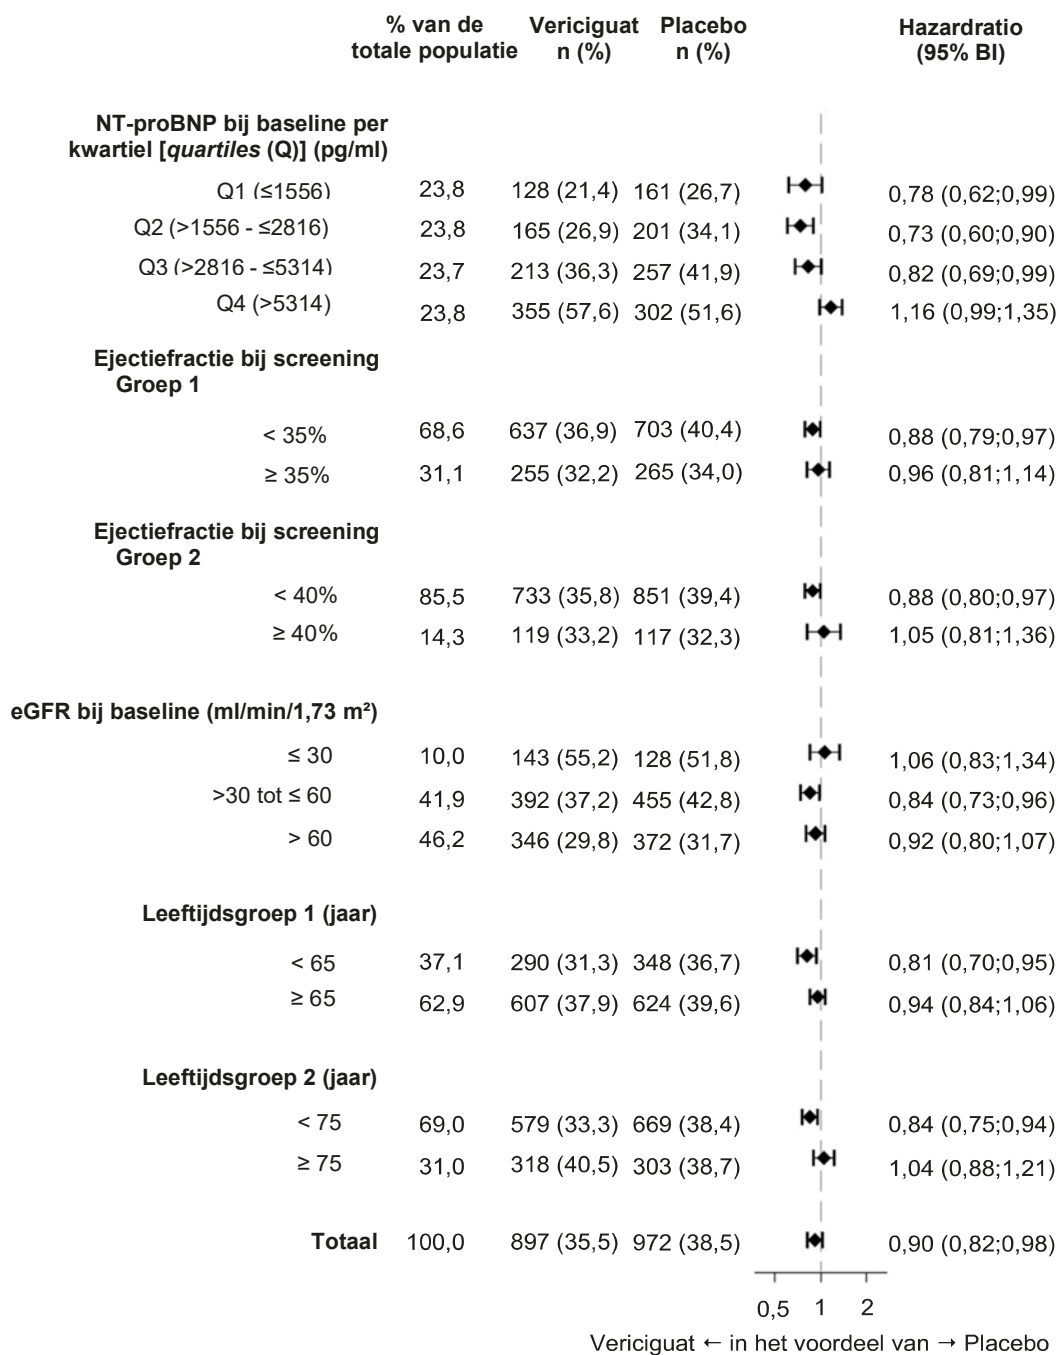 % van de Vericiguat Placebo Hazardratio
totale populatie n (%) n (%) (95% BI)
NT-proBNP bij baseline per
kwartiel [quartiles (Q)] (pg/ml)
Q1 (≤1556) 23,8 128 (21,4) 161 (26,7) 0,78 (0,62;0,99)
Q2 (>1556 - ≤2816) 23,8 165 (26,9) 201 (34,1) 0,73 (0,60;0,90)
Q3 (>2816 - ≤5314) 23,7 213 (36,3) 257 (41,9) 0,82 (0,69;0,99)
Q4 (>5314) 23,8 355 (57,6) 302 (51,6) 1,16 (0,99;1,35)
Ejectiefractie bij screening
Groep 1
< 35% 68,6 637 (36,9) 703 (40,4) 0,88 (0,79;0,97)
≥ 35% 31,1 255 (32,2) 265 (34,0) 0,96 (0,81;1,14)
Ejectiefractie bij screening
Groep 2
< 40% 85,5 733 (35,8) 851 (39,4) 0,88 (0,80;0,97)
≥ 40% 14,3 119 (33,2) 117 (32,3) 1,05 (0,81;1,36)
eGFR bij baseline (ml/min/1,73 m²)
≤ 30 10,0 143 (55,2) 128 (51,8) 1,06 (0,83;1,34)
>30 tot ≤ 60 41,9 392 (37,2) 455 (42,8) 0,84 (0,73;0,96)
> 60 46,2 346 (29,8) 372 (31,7) 0,92 (0,80;1,07)
Leeftijdsgroep 1 (jaar)
< 65 37,1 290 (31,3) 348 (36,7) 0,81 (0,70;0,95)
≥ 65 62,9 607 (37,9) 624 (39,6) 0,94 (0,84;1,06)
Leeftijdsgroep 2 (jaar)
< 75 69,0 579 (33,3) 669 (38,4) 0,84 (0,75;0,94)
≥ 75 31,0 318 (40,5) 303 (38,7) 1,04 (0,88;1,21)
Totaal 100,0 897 (35,5) 972 (38,5) 0,90 (0,82;0,98)
0,5 1 2
Vericiguat ← in het voordeel van → Placebo